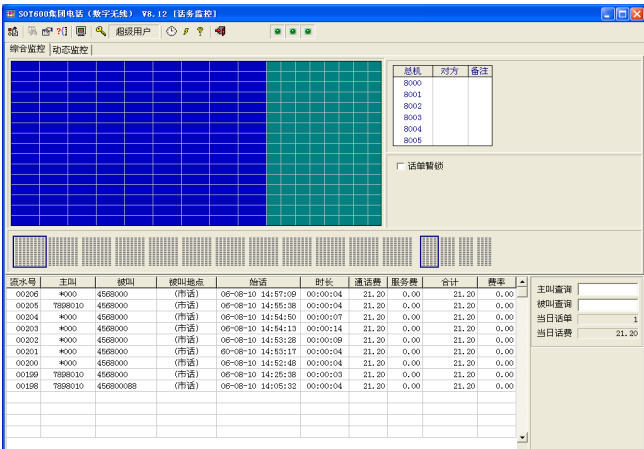 SOT600集团电话（数字无线） V8.12 [话务监控]
超级用户
综合监控 动态监控
总机 对方 备注
8000
8001
8002
8003
8004
8005
话单暂锁
流水号 主叫 被叫 被叫地点 始话 时长 通话费 服务费 合计 费率
00206 *000 4568000 (市话) 06-08-10 14:57:09 00:00:04 21.20 0.00 21.20 0.00
00205 7898010 4568000 (市话) 06-08-10 14:55:38 00:00:04 21.20 0.00 21.20 0.00
00204 *000 4568000 (市话) 06-08-10 14:54:50 00:00:07 21.20 0.00 21.20 0.00
00203 *000 4568000 (市话) 06-08-10 14:54:13 00:00:14 21.20 0.00 21.20 0.00
00202 *000 4568000 (市话) 06-08-10 14:53:28 00:00:09 21.20 0.00 21.20 0.00
00201 *000 4568000 (市话) 60-08-10 14:53:17 00:00:04 21.20 0.00 21.20 0.00
00200 *000 4568000 (市话) 06-08-10 14:52:48 00:00:04 21.20 0.00 21.20 0.00
00199 7898010 4568000 (市话) 06-08-10 14:25:38 00:00:03 21.20 0.00 21.20 0.00
00198 7898010 456800088 (市话) 06-08-10 14:05:32 00:00:04 21.20 0.00 21.20 0.00
主叫查询
被叫查询
当日话单 1
当日话费 21.20